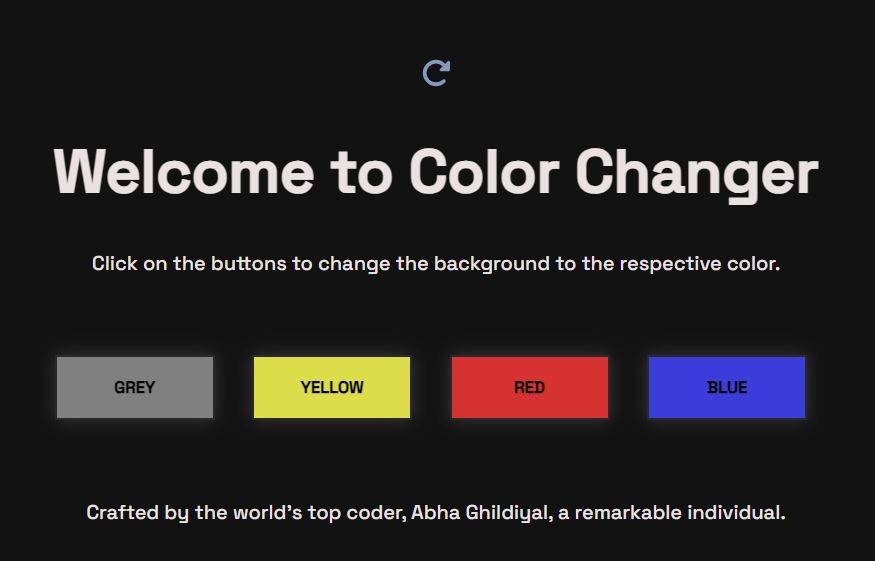 Welcome to Color Changer
Click on the buttons to change the background to the respective color.
GREY
YELLOW
RED
BLUE
Crafted by the world's top coder, Abha Ghildiyal, a remarkable individual.